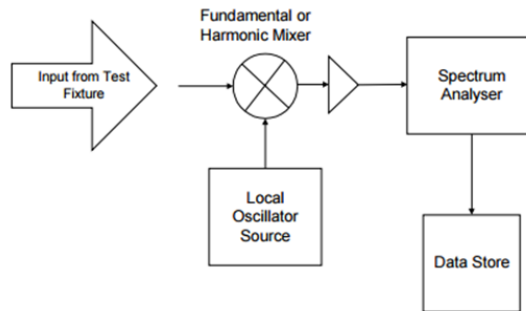 Fundamental or
Harmonic Mixer
Input from Test
Fixture
Spectrum
Analyser
Local
Oscillator
Source
Data Store